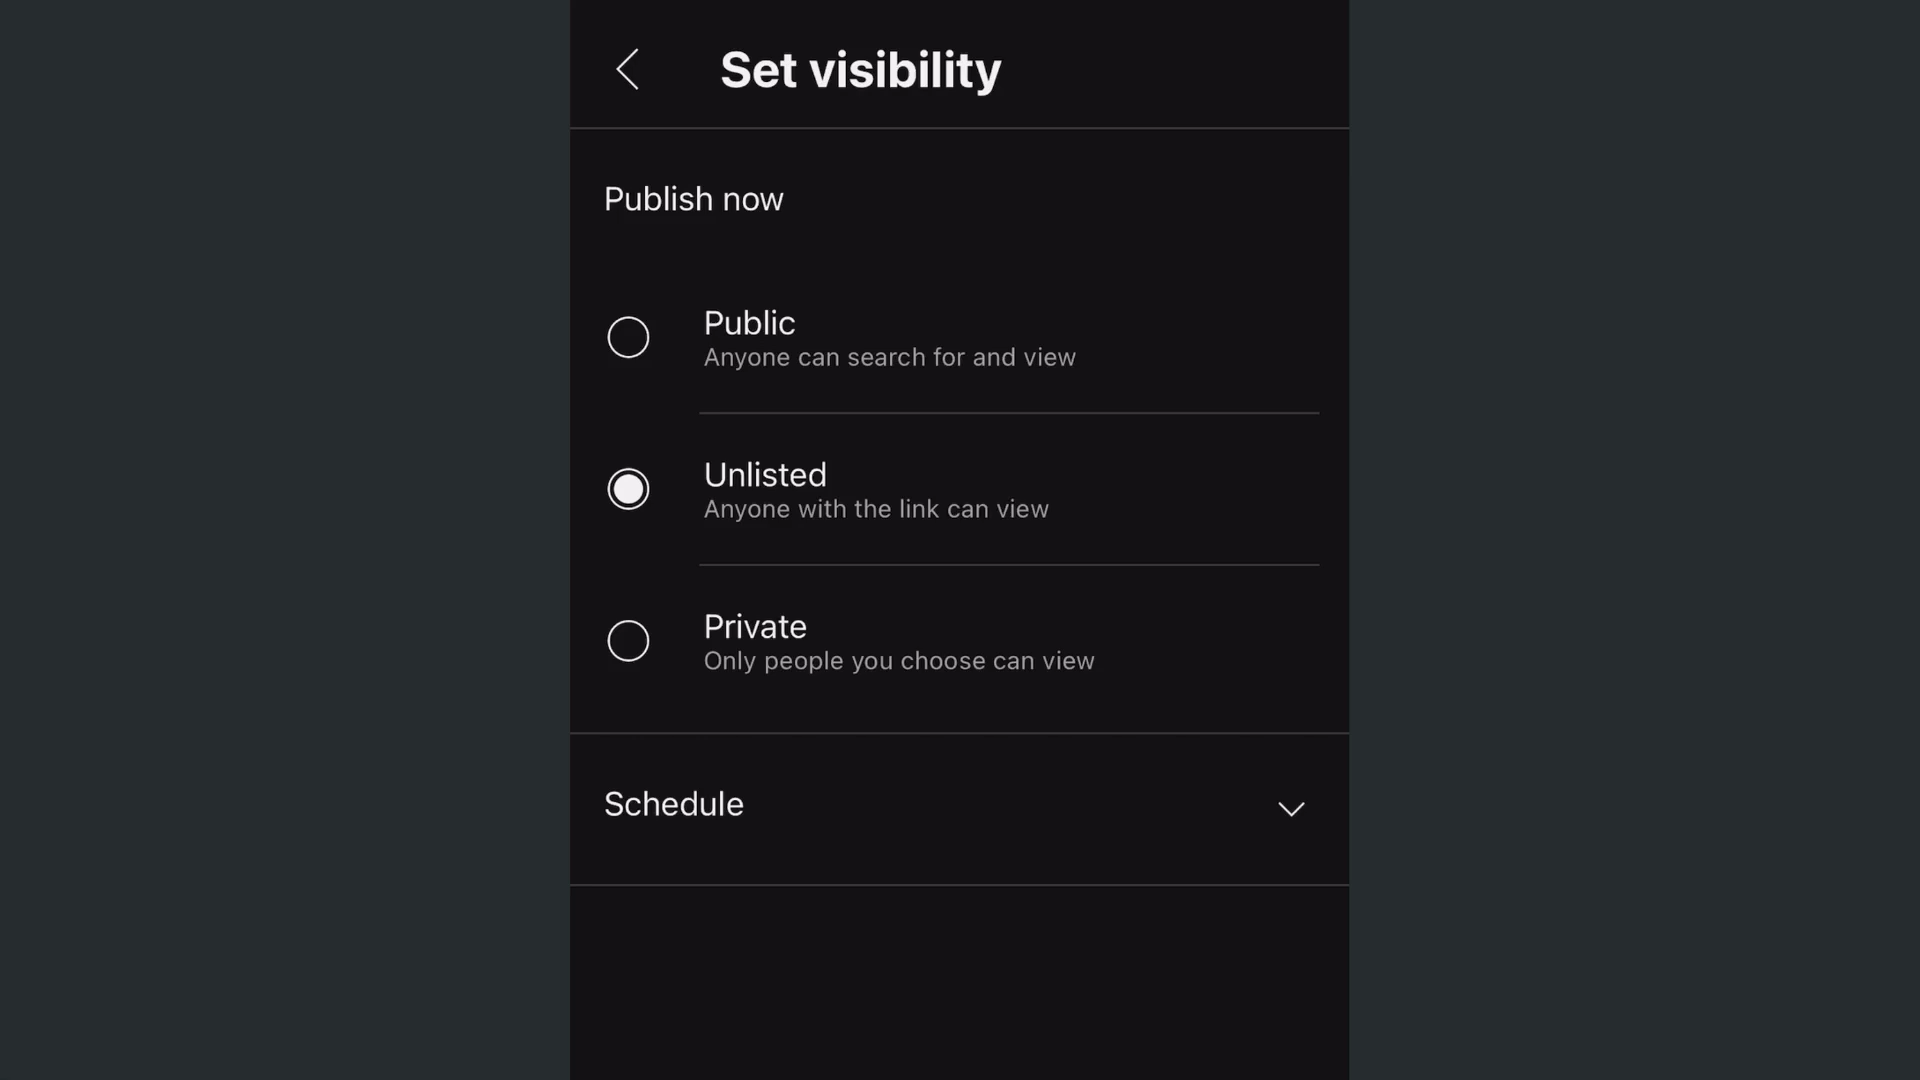 Set visibility
Publish now
Public
Anyone can search for and view
Unlisted
Anyone with the link can view
Private
Only people you choose can view
Schedule